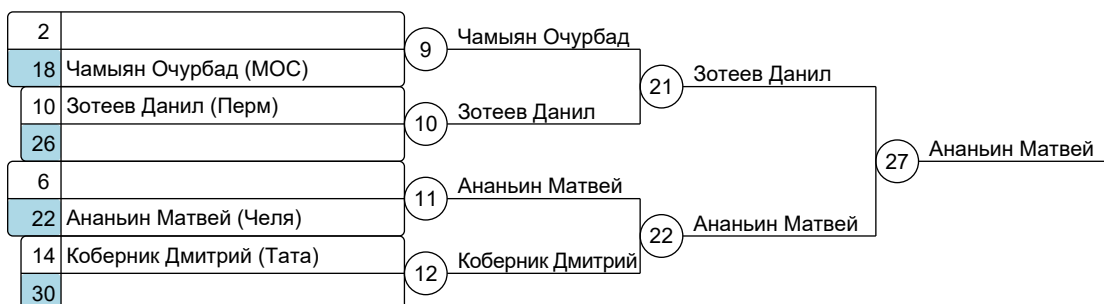 2
18 Чамыян Очурбад (МОС)
9
Чамыян Очурбад
10 Зотеев Данил (Перм)
26
10
Зотеев Данил
21
Зотеев Данил
6
22 Ананьин Матвей (Челя)
11
Ананьин Матвей
14 Коберник Дмитрий (Тата)
30
12
Коберник Дмитрий
22
Ананьин Матвей
27
Ананьин Матвей